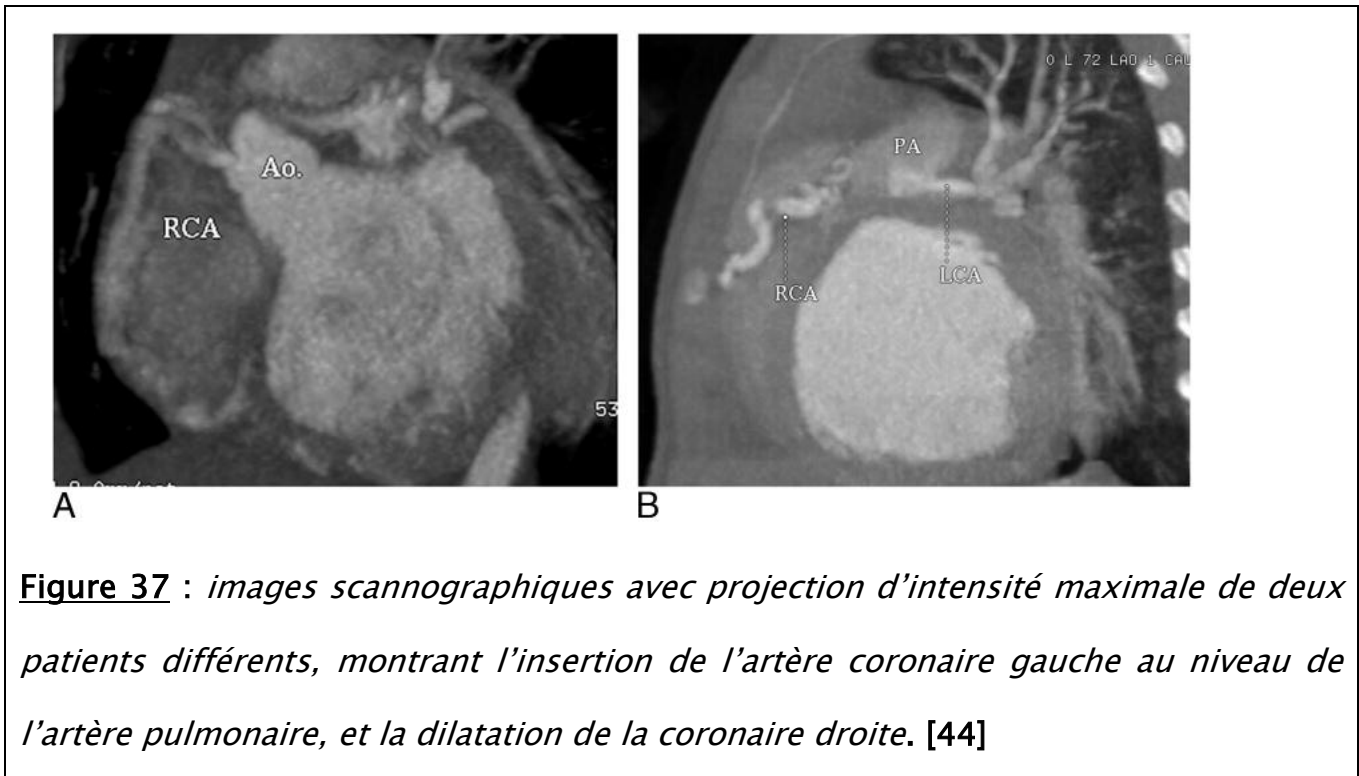 O L 72 LAO 1 CAU
Ao.
RCA
PA
RCA
LCA
53
A
B
Figure 37 : images scannographiques avec projection d’intensité maximale de deux
patients différents, montrant l’insertion de l’artère coronaire gauche au niveau de
l’artère pulmonaire, et la dilatation de la coronaire droite. [44]